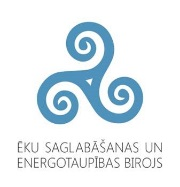 ĒKU SAGLABĀŠANAS UN
ENERGOTAUPĪBAS BIROJS